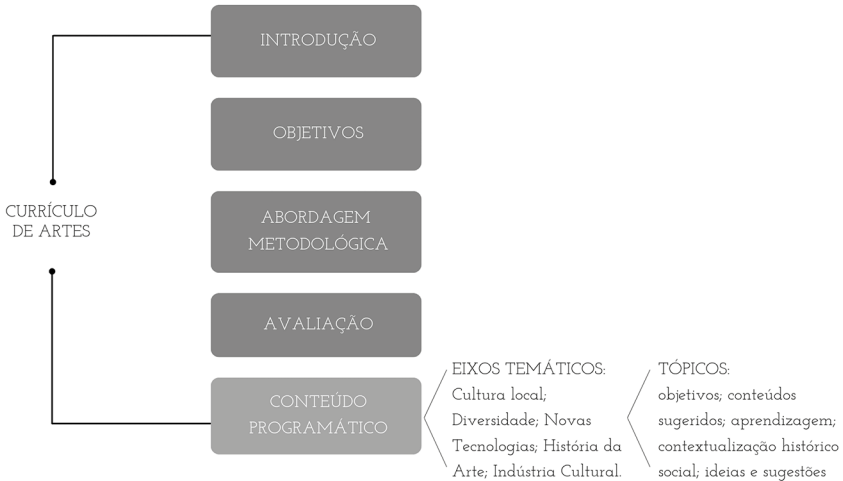 INTRODUÇÃO
OBJETIVOS
CURRÍCULO
DE ARTES
ABORDAGEM
METODOLÓGICA
AVALIAÇÃO
CONTEÚDO
PROGRAMÁTICO
EIXOS TEMÁTICOS:
Cultura local;
Diversidade; Novas
Tecnologias; História da
Arte; Indústria Cultural.
TÓPICOS:
objetivos; conteúdos
sugeridos; aprendizagem;
contextualização histórico
social; ideias e sugestões